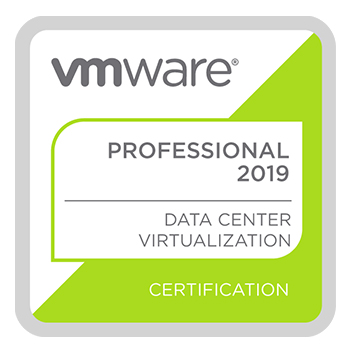 vmware®
PROFESSIONAL
2019
DATA CENTER
VIRTUALIZATION
CERTIFICATION